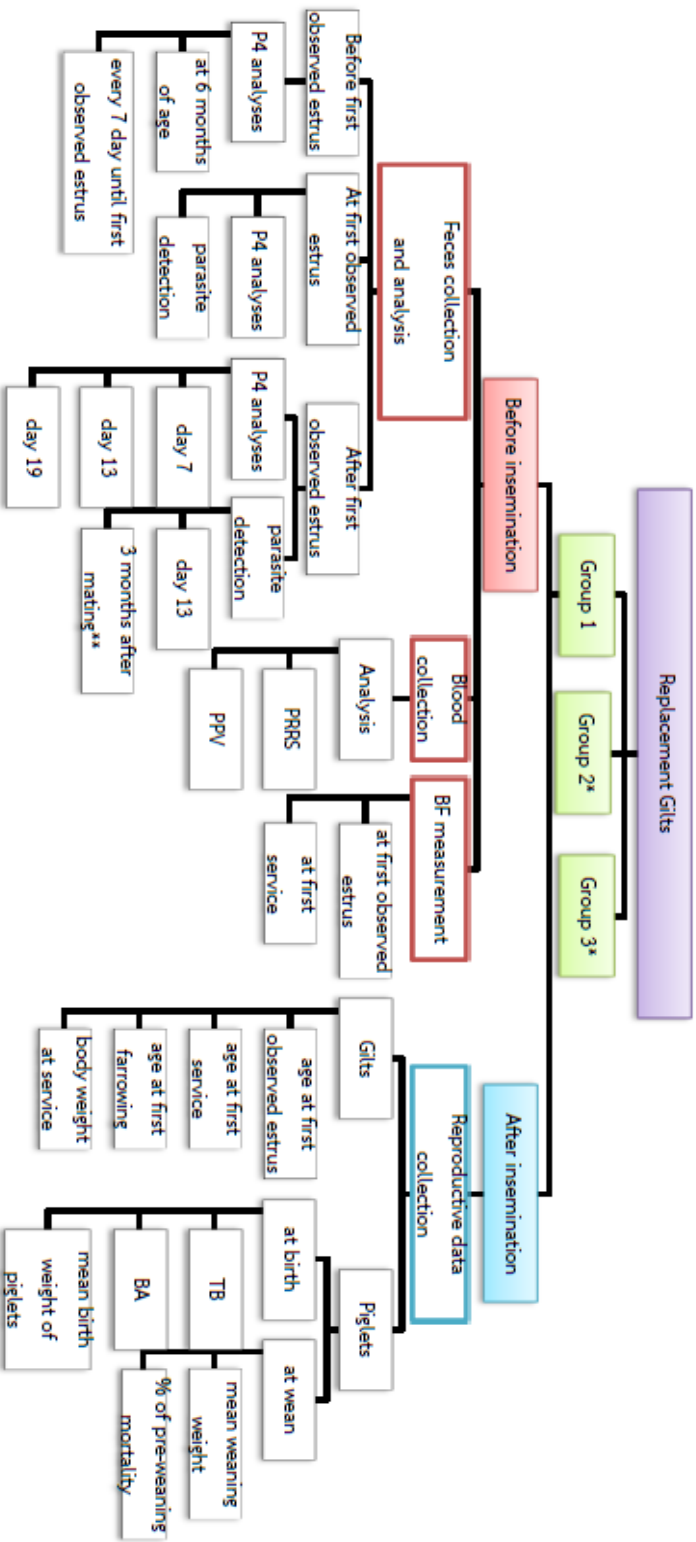 Replacement Gilts
Group 1
Group 2*
Group 3*
Before insemination
After insemination
Feces collection
and analysis
Blood
collection
BF measurement
Reproductive data
collection
Before first
observed estrus
At first observed
estrus
After first
observed estrus
Analysis
at first observed
estrus
Gilts
Piglets
P4 analyses
P4 analyses
P4 analyses
parasite
detection
PRRS
at first
service
age at first
observed estrus
at birth
at wean
at 6 months
of age
parasite
detection
day 7
day 13
PPV
age at first
service
TB
mean weaning
weight
every 7 day until first
observed estrus
day 13
3 months after
mating**
age at first
farrowing
BA
% of pre-weaning
mortality
day 19
body weight
at service
mean birth
weight of
piglets